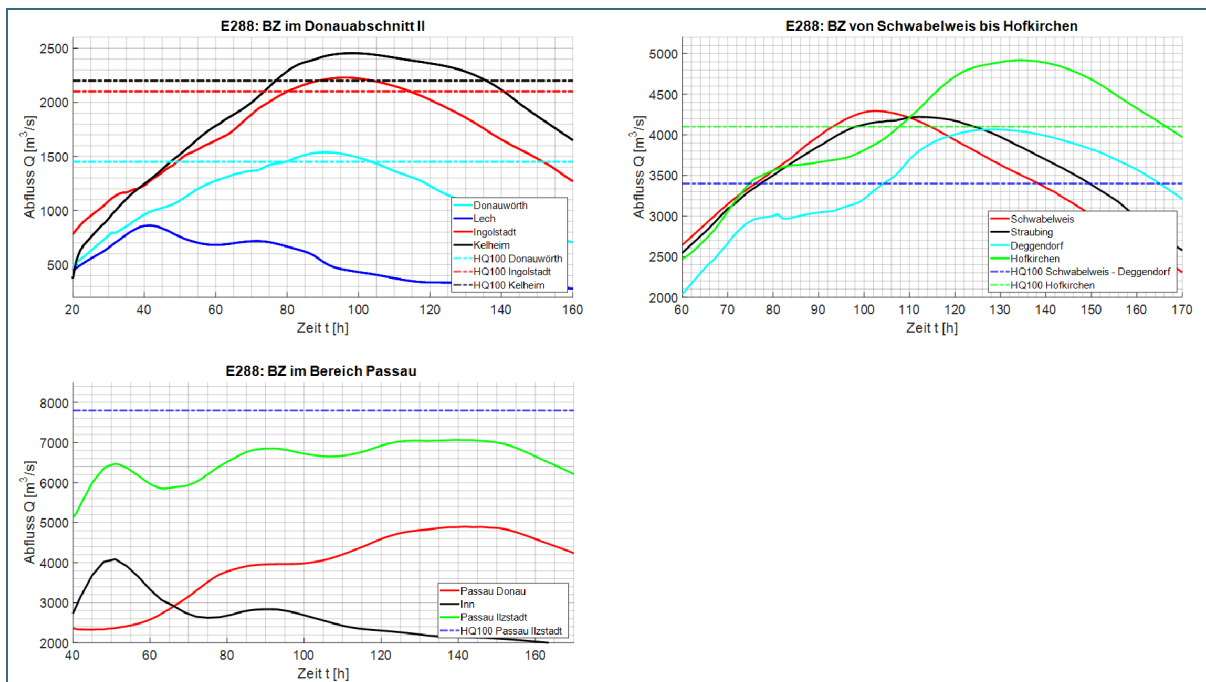 E288: BZ im Donauabschnitt II
Abfluss Q [m³/s]
2500
2000
1500
1000
500
20
40
60
80
100
120
140
160
Zeit t [h]
Donauwörth
Lech
Ingolstadt
Kelheim
HQ100 Donauwörth
HQ100 Ingolstadt
HQ100 Kelheim
E288: BZ von Schwabelweis bis Hofkirchen
Abfluss Q [m³/s]
5000
4500
4000
3500
3000
2500
2000
60
70
80
90
100
110
120
130
140
150
160
170
Zeit t [h]
Schwabelweis
Straubing
Deggendorf
Hofkirchen
HQ100 Schwabelweis - Deggendorf
HQ100 Hofkirchen
E288: BZ im Bereich Passau
Abfluss Q [m³/s]
8000
7000
6000
5000
4000
3000
2000
40
60
80
100
120
140
160
Zeit t [h]
Passau Donau
Inn
Passau Ilzstadt
HQ100 Passau Ilzstadt